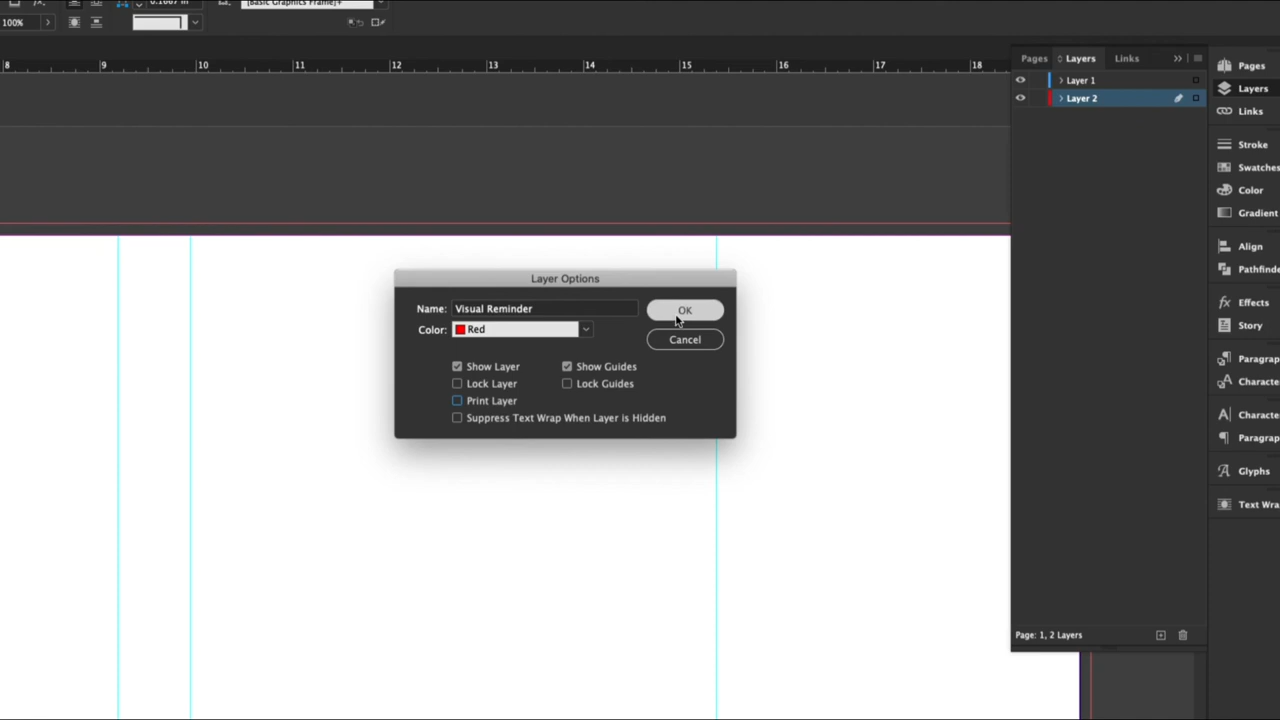 [Basic Graphics Frame]+
100%
8 9 10 11 12 13 14 15 16 17 18
Pages Layers Links
Layer 1
Layer 2
Page: 1, 2 Layers
Pages
Layers
Links
Stroke
Swatches
Color
Gradient
Align
Pathfinde
Effects
Story
Paragrap
Characte
Characte
Paragrap
Glyphs
Text Wra
Layer Options
Name: Visual Reminder
OK
Color: Red
Cancel
Show Layer Show Guides
Lock Layer Lock Guides
Print Layer
Suppress Text Wrap When Layer is Hidden